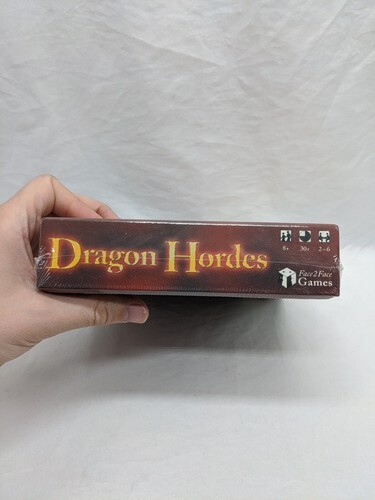 Dragon Hordes
8+ 30+ 2-6
Face2Face
Games